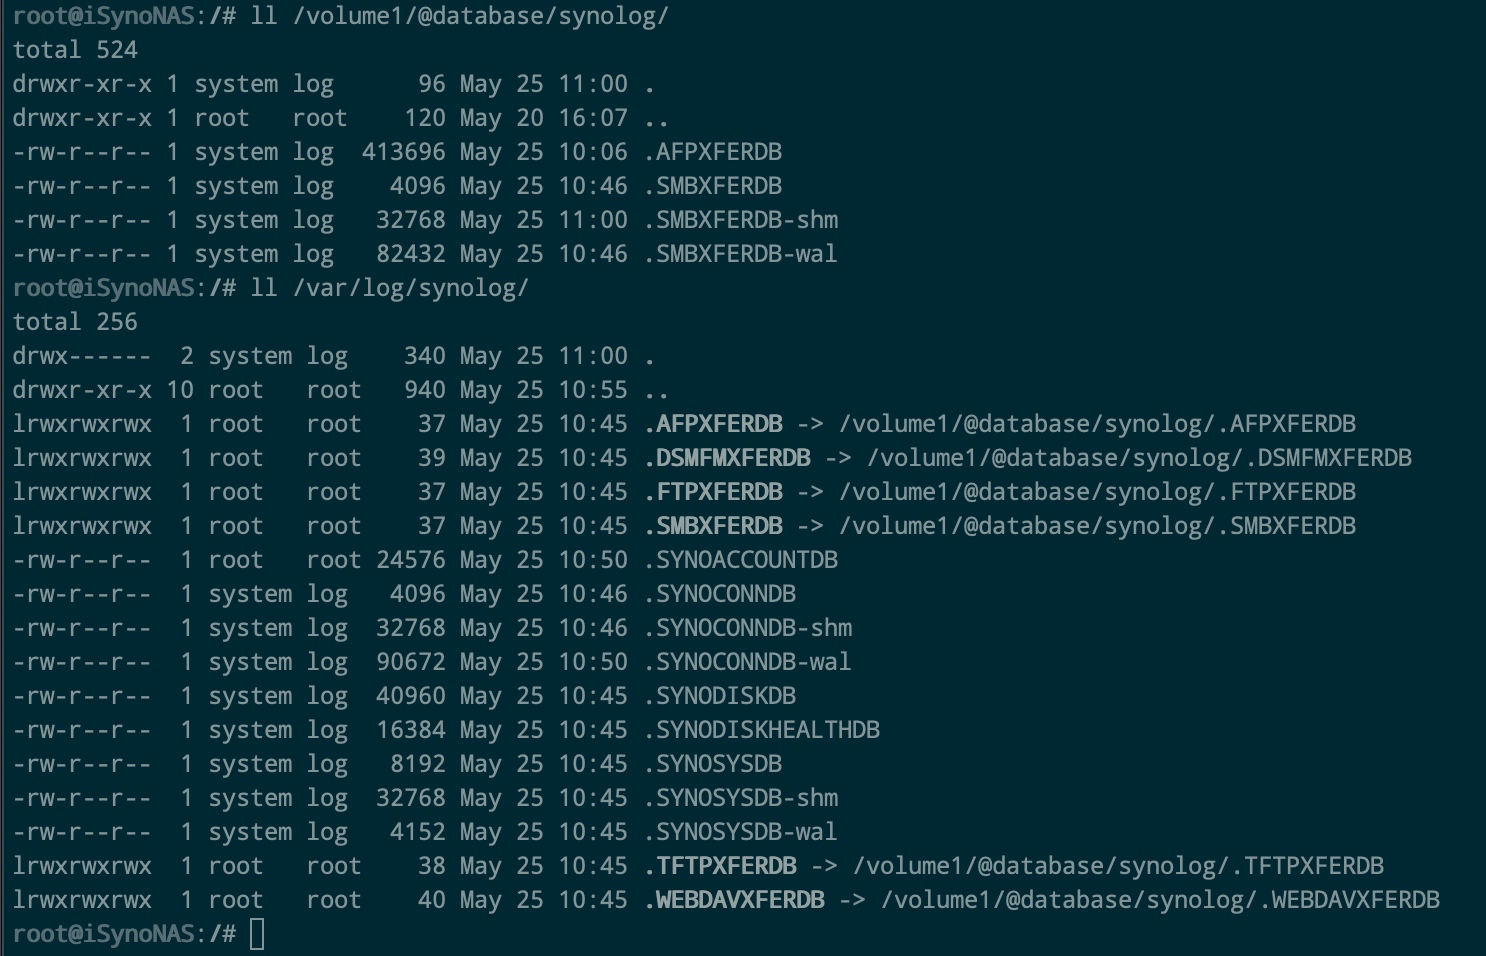 root@iSynoNAS:/# ll /volume1/@database/synolog/
total 524
drwxr-xr-x 1 system log      96 May 25 11:00 .
drwxr-xr-x 1 root   root    120 May 20 16:07 ..
-rw-r--r-- 1 system log  413696 May 25 10:06 .AFPXFERDB
-rw-r--r-- 1 system log    4096 May 25 10:46 .SMBXFERDB
-rw-r--r-- 1 system log   32768 May 25 11:00 .SMBXFERDB-shm
-rw-r--r-- 1 system log   82432 May 25 10:46 .SMBXFERDB-wal
root@iSynoNAS:/# ll /var/log/synolog/
total 256
drwx------  2 system log    340 May 25 11:00 .
drwxr-xr-x 10 root   root   940 May 25 10:55 ..
lrwxrwxrwx  1 root   root    37 May 25 10:45 .AFPXFERDB -> /volume1/@database/synolog/.AFPXFERDB
lrwxrwxrwx  1 root   root    39 May 25 10:45 .DSMFMXFERDB -> /volume1/@database/synolog/.DSMFMXFERDB
lrwxrwxrwx  1 root   root    37 May 25 10:45 .FTPXFERDB -> /volume1/@database/synolog/.FTPXFERDB
lrwxrwxrwx  1 root   root    37 May 25 10:45 .SMBXFERDB -> /volume1/@database/synolog/.SMBXFERDB
-rw-r--r--  1 root   root 24576 May 25 10:50 .SYNOACCOUNTDB
-rw-r--r--  1 system log   4096 May 25 10:46 .SYNOCONNDB
-rw-r--r--  1 system log  32768 May 25 10:46 .SYNOCONNDB-shm
-rw-r--r--  1 system log  90672 May 25 10:50 .SYNOCONNDB-wal
-rw-r--r--  1 system log  40960 May 25 10:45 .SYNODISKDB
-rw-r--r--  1 system log  16384 May 25 10:45 .SYNODISKHEALTHDB
-rw-r--r--  1 system log   8192 May 25 10:45 .SYNOSYSDB
-rw-r--r--  1 system log  32768 May 25 10:45 .SYNOSYSDB-shm
-rw-r--r--  1 system log   4152 May 25 10:45 .SYNOSYSDB-wal
lrwxrwxrwx  1 root   root    38 May 25 10:45 .TFTPXFERDB -> /volume1/@database/synolog/.TFTPXFERDB
lrwxrwxrwx  1 root   root    40 May 25 10:45 .WEBDAVXFERDB -> /volume1/@database/synolog/.WEBDAVXFERDB
root@iSynoNAS:/#